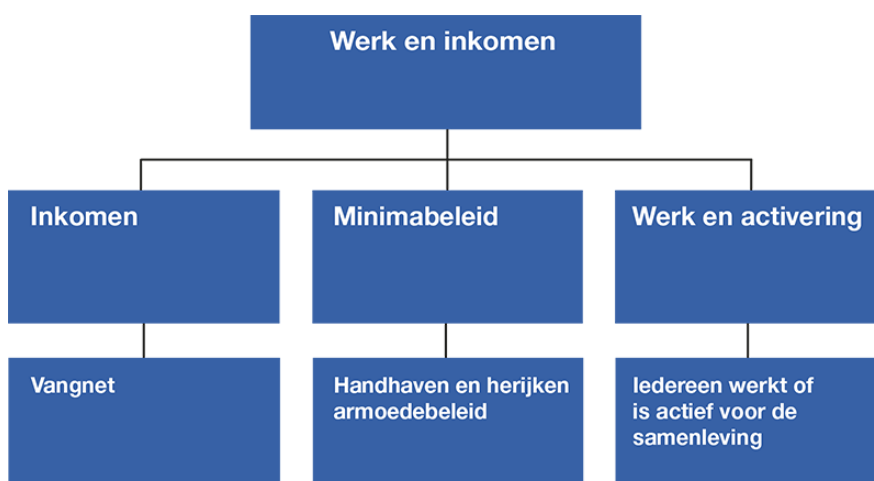 Werk en inkomen
Inkomen
Minimabeleid
Werk en activering
Vangnet
Handhaven en herijken
armoedebeleid
Iedereen werkt of
is actief voor de
samenleving